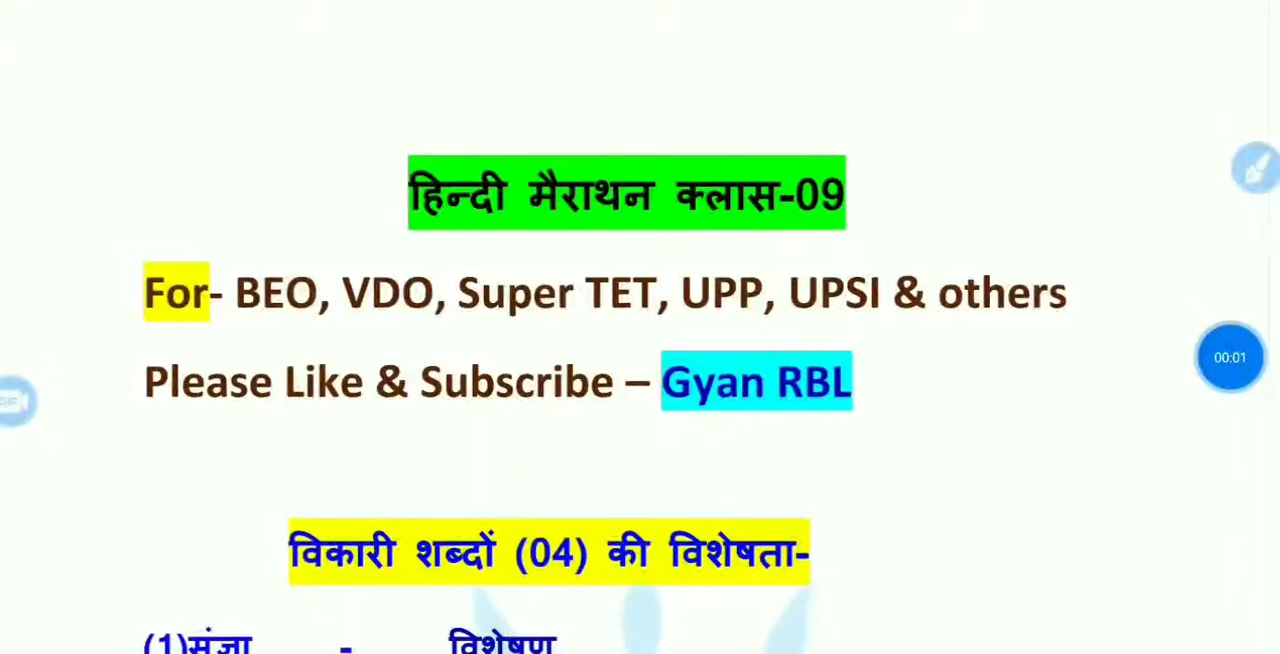 हिन्दी मैराथन क्लास-09
For- BEO, VDO, Super TET, UPP, UPSI & others
00:01
Please Like & Subscribe – Gyan RBL
विकारी शब्दों (04) की विशेषता-
(1)संज्ञा - विशेषण